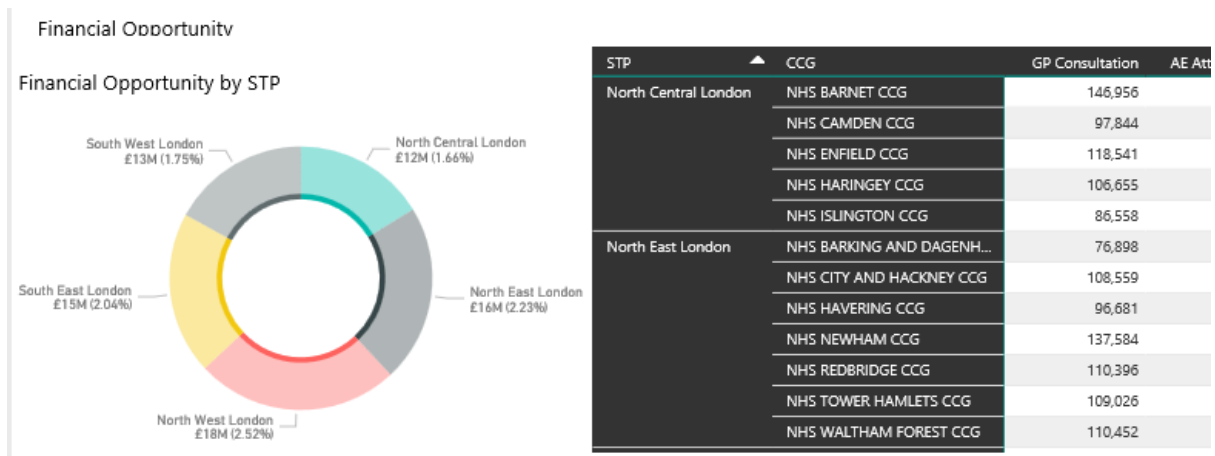 Financial Opportunity
Financial Opportunity by STP
South West London
£13M (1.75%)
North Central London
£12M (1.66%)
South East London
£15M (2.04%)
North East London
£16M (2.23%)
North West London
£18M (2.52%)
STP CCG GP Consultation AE Att
North Central London NHS BARNET CCG 146,956
NHS CAMDEN CCG 97,844
NHS ENFIELD CCG 118,541
NHS HARINGEY CCG 106,655
NHS ISLINGTON CCG 86,558
North East London NHS BARKING AND DAGENH... 76,898
NHS CITY AND HACKNEY CCG 108,559
NHS HAVERING CCG 96,681
NHS NEWHAM CCG 137,584
NHS REDBRIDGE CCG 110,396
NHS TOWER HAMLETS CCG 109,026
NHS WALTHAM FOREST CCG 110,452